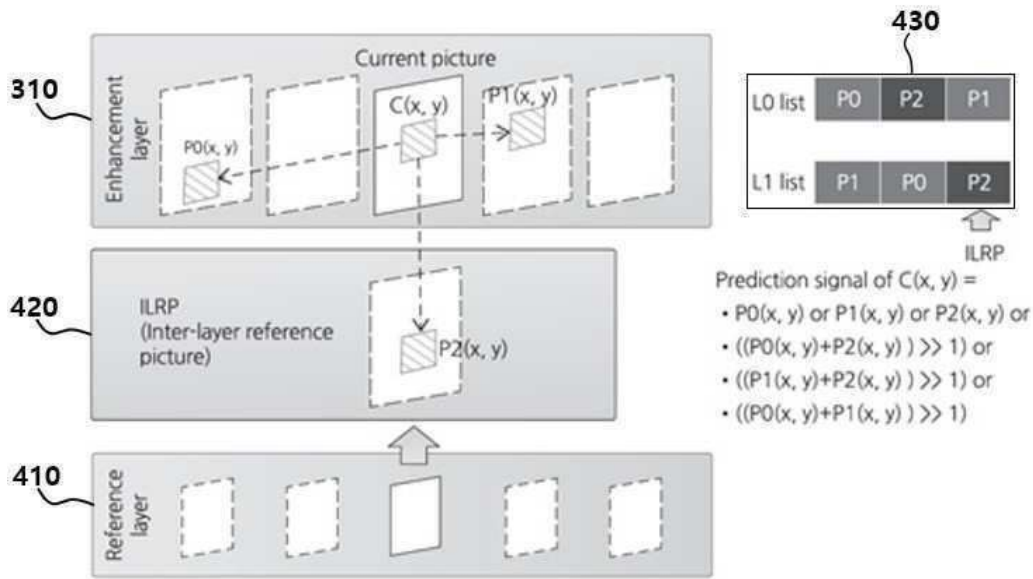 430
310
Enhancement
layer
Current picture
C(x, y)
P1(x, y)
P0(x, y)
L0 list P0 P2 P1
L1 list P1 P0 P2
ILRP
420
ILRP
(Inter-layer reference
picture)
P2(x, y)
Prediction signal of C(x, y) =
• P0(x, y) or P1(x, y) or P2(x, y) or
• ((P0(x, y)+P2(x, y) ) >> 1) or
• ((P1(x, y)+P2(x, y) ) >> 1) or
• ((P0(x, y)+P1(x, y) ) >> 1)
410
Reference
layer